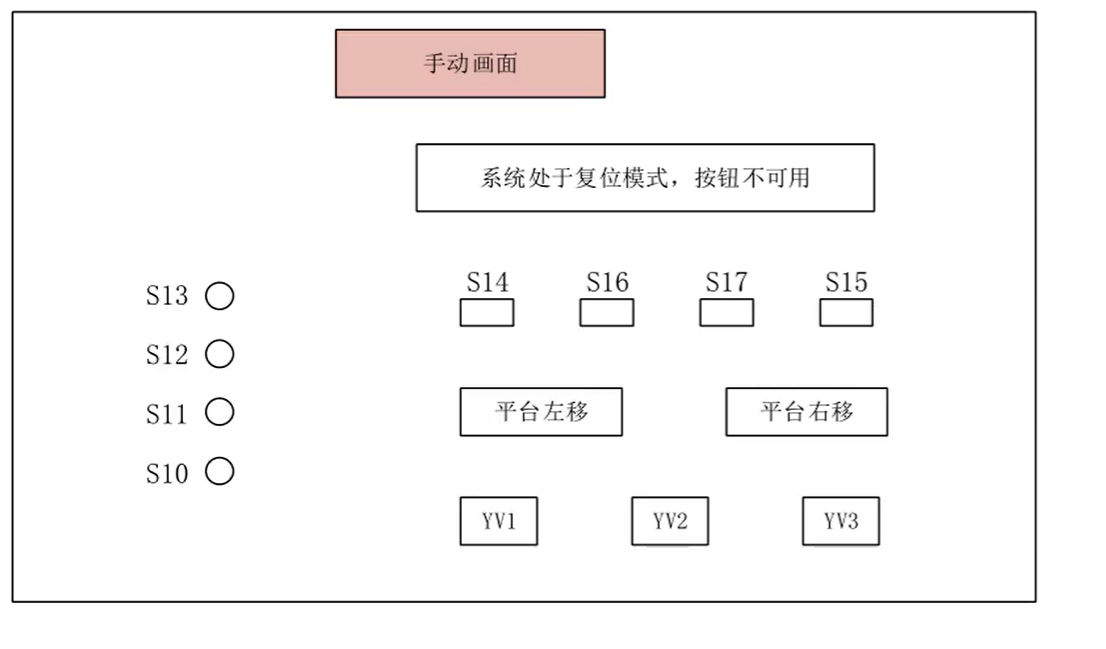 手动画面
系统处于复位模式，按钮不可用
S14 S16 S17 S15
S13
S12
S11
S10
平台左移 平台右移
YV1 YV2 YV3